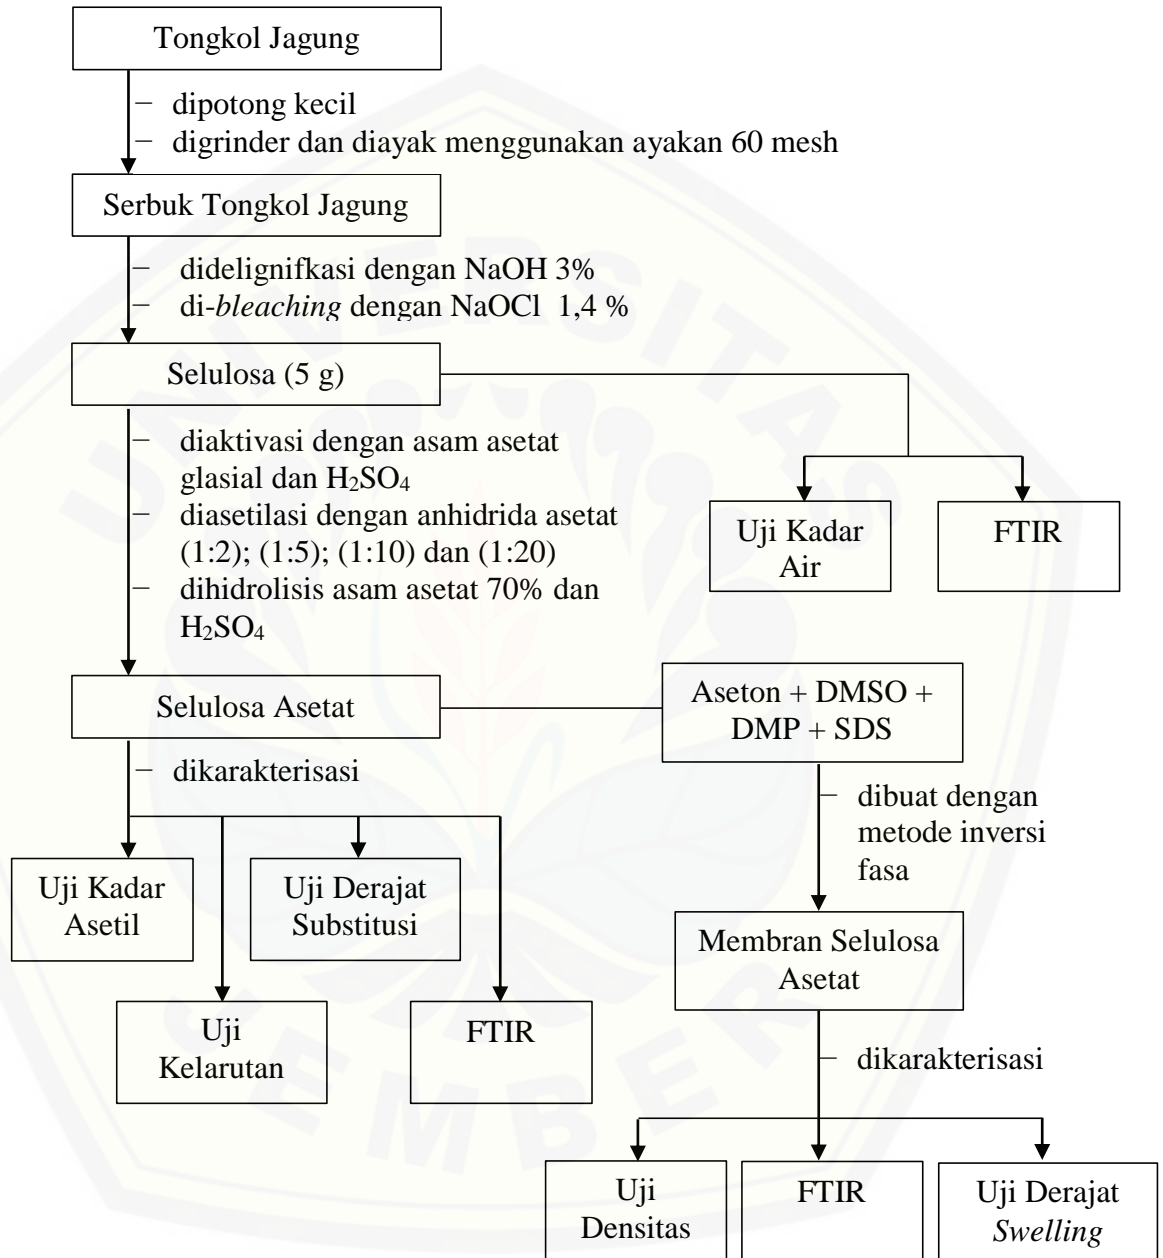 Tongkol Jagung
− dipotong kecil
− digrinder dan diayak menggunakan ayakan 60 mesh
Serbuk Tongkol Jagung
− didelignifkasi dengan NaOH 3%
− di-bleaching dengan NaOCl 1,4 %
Selulosa (5 g)
− diaktivasi dengan asam asetat
glasial dan H₂SO₄
− diasetilasi dengan anhidrida asetat
(1:2); (1:5); (1:10) dan (1:20)
− dihidrolisis asam asetat 70% dan
H₂SO₄
Uji Kadar
Air
FTIR
Selulosa Asetat
Aseton + DMSO +
DMP + SDS
− dikarakterisasi
− dibuat dengan
metode inversi
fasa
Uji Kadar
Asetil
Uji Derajat
Substitusi
Uji
Kelarutan
FTIR
Membran Selulosa
Asetat
− dikarakterisasi
Uji
Densitas
FTIR
Uji Derajat
Swelling
UNIVERSITAS
JEMBER